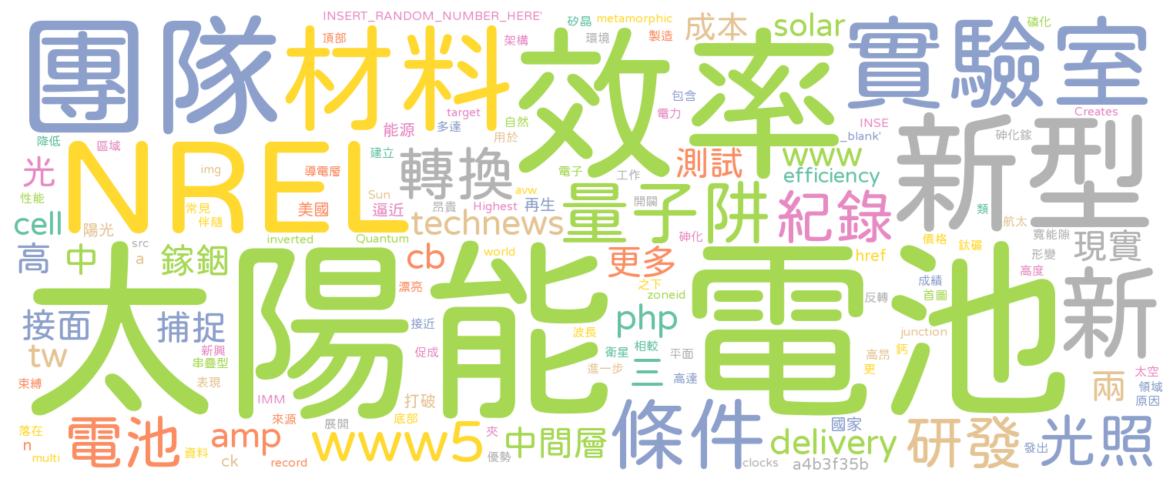 INSERT_RANDOM_NUMBER_HERE'
矽晶
metamorphic
磷化
團隊
材料
效率
實驗室
頂部
架構
環境
製造
成本
solar
降低
區域
能源
多達
target
用於
自然
包含
電力
INSE
_blank'
Creates
砷化鎵
新型
光
性能
NREL
img
導電層
建立
轉換
電子
工作
測試
www
efficiency
cell
陽光
常見
伴隨
美國
Sun
逼近
昂貴
Highest
avw
再生
technews
量子阱
開闢
紀錄
類
航太
寬能隙
現實
高
中
src
a
鎵銦
inverted
Quantum
cb
world
砷化
更多
之下
zoneid
href
價格
鈦礦
形變
高度
太陽能
電池
漂亮
成績
首圖
反轉
新
接面
捕捉
接近
php
junction
tw
新興
串疊型
促成
波長
衛星
相較
平面
進一步
高達
三
高昂
鈣
更
兩
太空
領域
原因
束縛
表現
IMM
來源
打破
底部
落在
n
multi
電池
資料
amp
ck
展開
record
www5
夾
優勢
中間層
條件
clocks
國家
delivery
a4b3f35b
研發
發出
光照